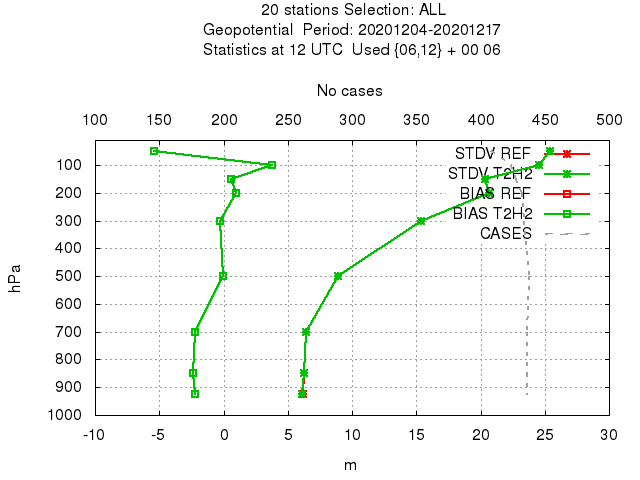 20 stations Selection: ALL
Geopotential  Period: 20201204-20201217
Statistics at 12 UTC  Used {06,12} + 00 06
No cases
100 150 200 250 300 350 400 450 500
STDV REF
STDV T2H2
BIAS REF
BIAS T2H2
CASES
100
200
300
400
500
600
700
800
900
1000
hPa
-10 -5 0 5 10 15 20 25 30
m